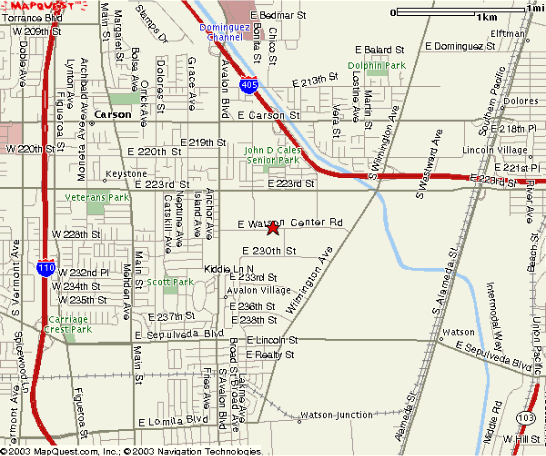 MAPQUEST
Torrance Blvd
W 209th St
Main St
Margaret St
Stamps Dr
E Bedmar St
Bonita St
Chico St
Dominguez
Channel
0
1mi
1km
Elftman
E Dominguez St
E Balard St
Dolphin Park
E 213th St
Doble Ave
Lymon Ave
Archibald Ave
Moneta Ave
Figueroa St
Bolsa Ave
Orrick Ave
Dolores St
Grace Ave
Avalon Blvd
405
Lostine Ave
Martin St
Vera St
Southern Pacific
Dolores
Carson
E Carson St
E 218th Pl
E 219th St
W 220th St
E 220th St
John D Cales
Senior Park
S Wilmington Ave
S Westward Ave
Lincoln Village
E 221st Pl
Keystone
E 223rd St
E 223rd St
Veterans Park
Neptune Ave
Catskill Ave
Island Ave
Anchor Ave
River Ave
E Watson Center Rd
W 228th St
E 230th St
S Vermont Ave
110
W 232nd Pl
W 234th St
W 235th St
Marbella Ave
Main St
Kiddie Ln N
E 233rd St
Scott Park
Avalon Village
Wilmington Ave
S Alameda St
Intermodal Way
Beach St
E 236th St
E 237th St
E 238th St
Carriage
Crest Park
E Sepulveda Blvd
E Lincoln St
E Realty St
Watson
E Sepulveda Blvd
Union Pacific
Main St
Fries Ave
S Avalon Blvd
Broad St
Broad Ave
Lakme Ave
Figueroa St
E Lomita Blvd
Watson Junction
Alameda St
Middle Rd
103
W Hill St
©2003 MapQuest.com, Inc.; ©2003 Navigation Technologies